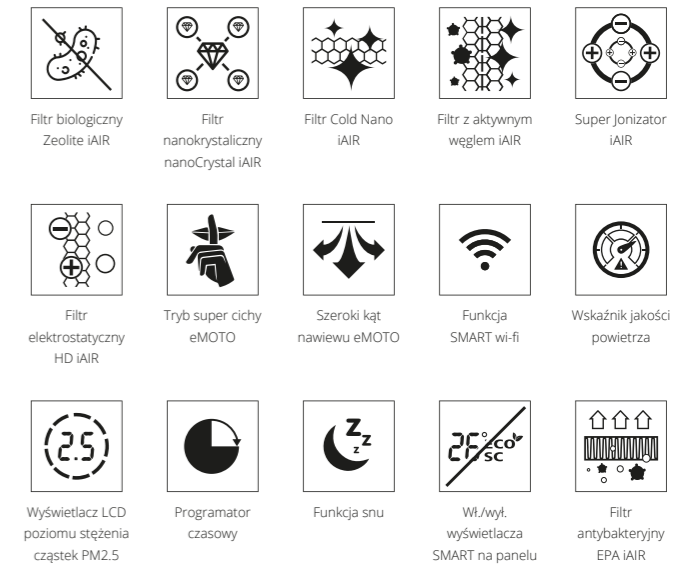 Filtr biologiczny
Zeolite iAIR
Filtr
nanokrystaliczny
nanoCrystal iAIR
Filtr Cold Nano
iAIR
Filtr z aktywnym
węglem iAIR
Super Jonizator
iAIR
Filtr
elektrostatyczny
HD iAIR
Tryb super cichy
eMOTO
Szeroki kąt
nawiewu eMOTO
Funkcja
SMART wi-fi
Wskaźnik jakości
powietrza
2.5
Wyświetlacz LCD
poziomu stężenia
cząstek PM2.5
Programator
czasowy
Z
Z
Z
Funkcja snu
2F° eco
SC
Wł./wył.
wyświetlacza
SMART na panelu
Filtr
antybakteryjny
EPA iAIR